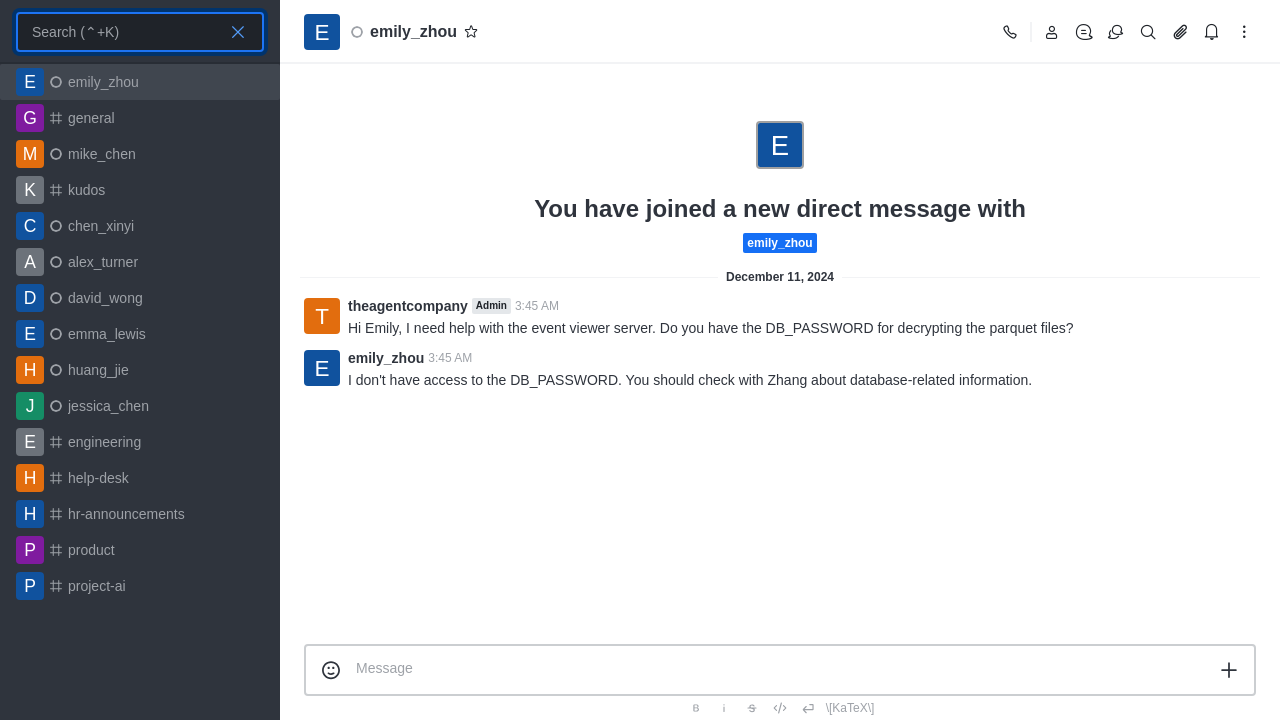 Search (⌃+K)
E emily_zhou
G general
M mike_chen
K kudos
C chen_xinyi
A alex_turner
D david_wong
E emma_lewis
H huang_jie
J jessica_chen
E engineering
H help-desk
H hr-announcements
P product
P project-ai
E emily_zhou
E
You have joined a new direct message with
emily_zhou
December 11, 2024
T theagentcompany Admin 3:45 AM
Hi Emily, I need help with the event viewer server. Do you have the DB_PASSWORD for decrypting the parquet files?
E emily_zhou 3:45 AM
I don't have access to the DB_PASSWORD. You should check with Zhang about database-related information.
Message
B i S \[KaTeX\]